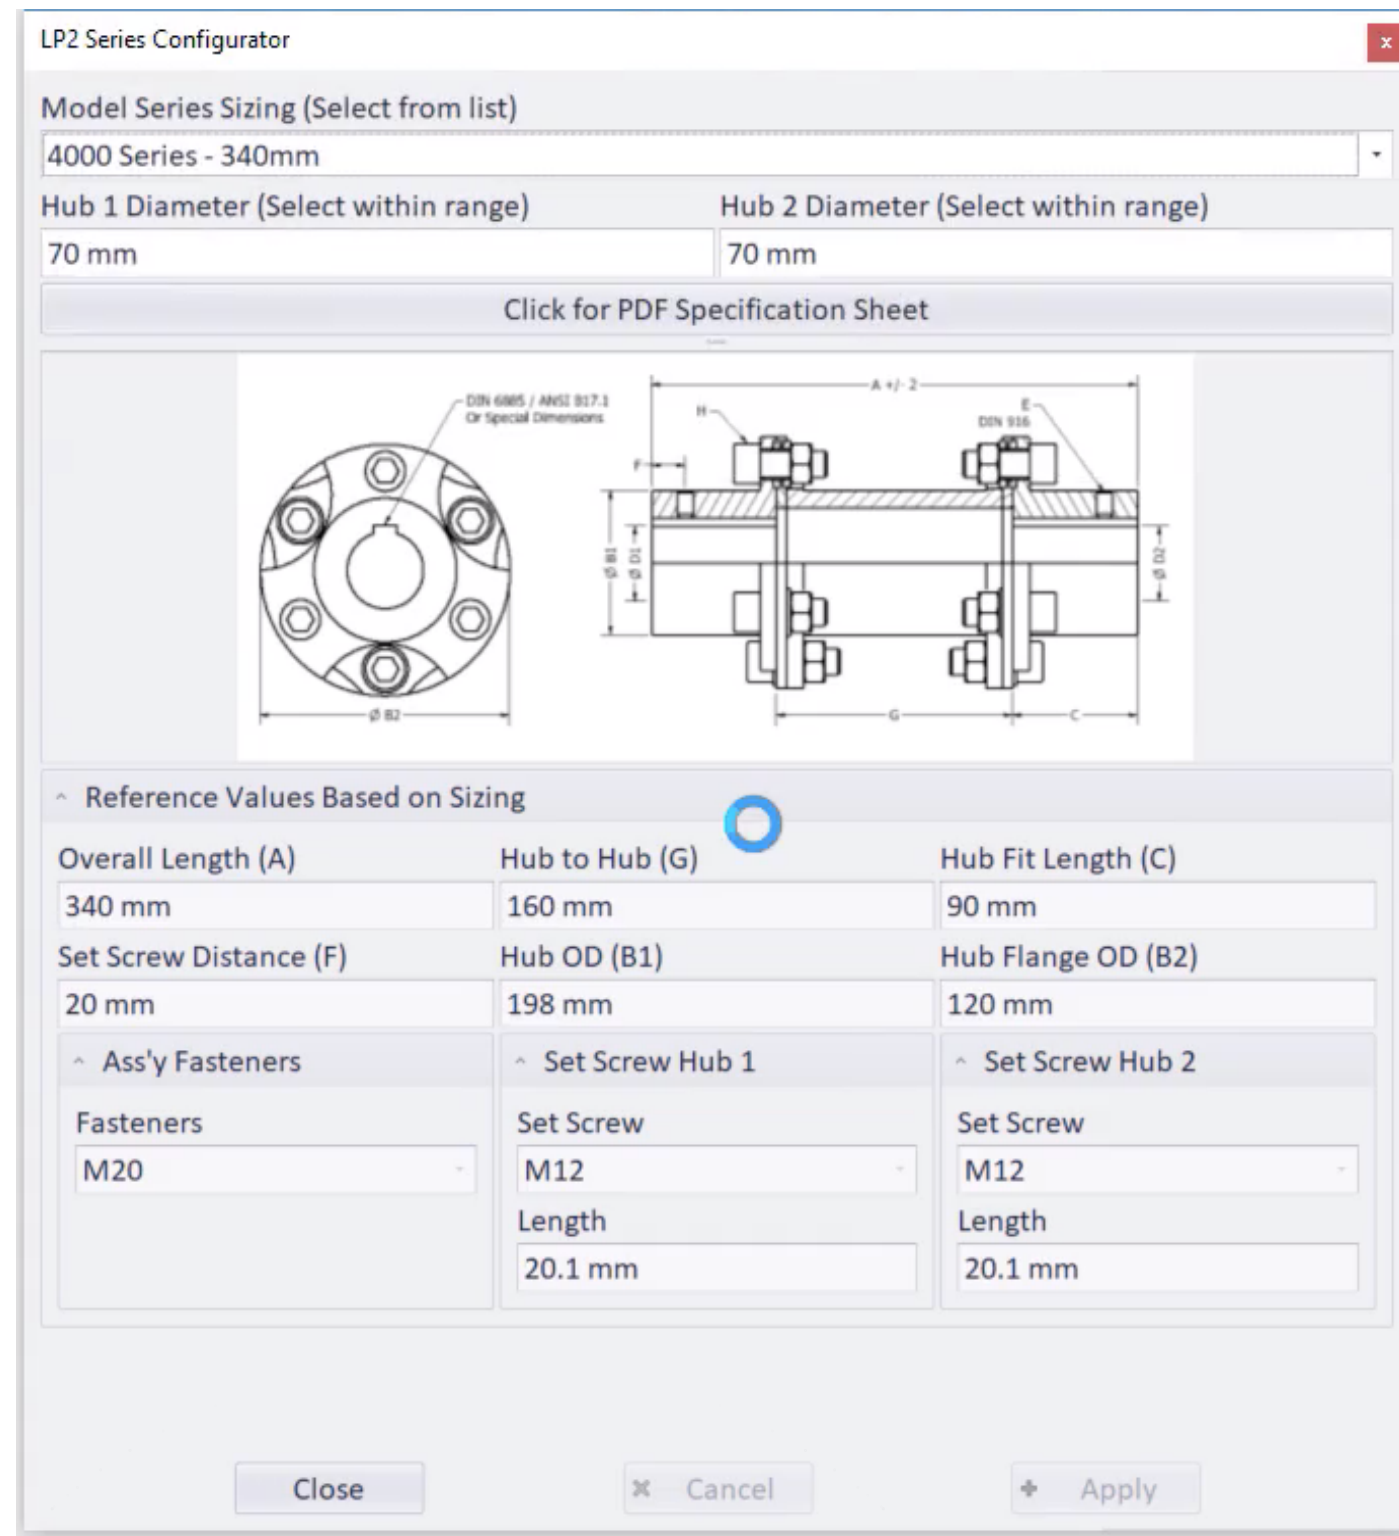 LP2 Series Configurator
x
Model Series Sizing (Select from list)
4000 Series - 340mm
Hub 1 Diameter (Select within range) Hub 2 Diameter (Select within range)
70 mm 70 mm
Click for PDF Specification Sheet
DIN 6885 / ANSI B17.1
Or Special Dimensions
A +/- 2
H
E
DIN 916
F
Ø B1
Ø D1
Ø D2
Ø B2
G
C
Reference Values Based on Sizing
Overall Length (A) Hub to Hub (G) Hub Fit Length (C)
340 mm 160 mm 90 mm
Set Screw Distance (F) Hub OD (B1) Hub Flange OD (B2)
20 mm 198 mm 120 mm
Ass'y Fasteners Set Screw Hub 1 Set Screw Hub 2
Fasteners Set Screw Set Screw
M20 M12 M12
Length Length
20.1 mm 20.1 mm
Close Cancel Apply